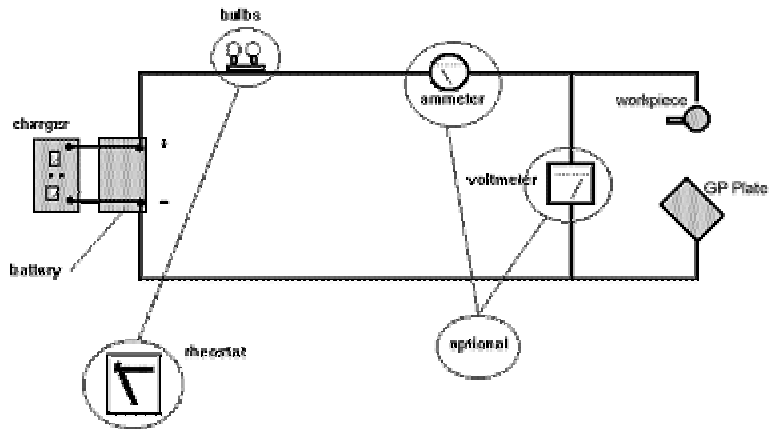 bulbs
ammeter
workpiece
charger
+
voltmeter
GP Plate
-
battery
rheostat
optional